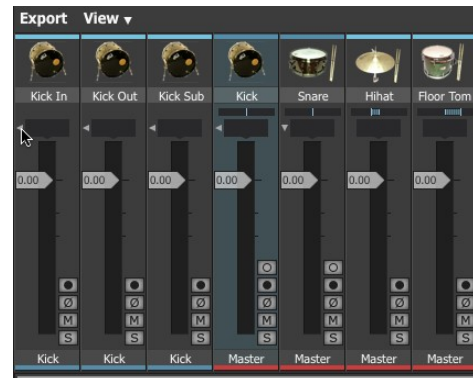 Export View
Kick In Kick Out Kick Sub Kick Snare Hihat Floor Tom
0.00 0.00 0.00 0.00 0.00 0.00 0.00
Ø Ø Ø Ø Ø Ø Ø
M M M M M M M
S S S S S S S
Kick Kick Kick Master Master Master Master